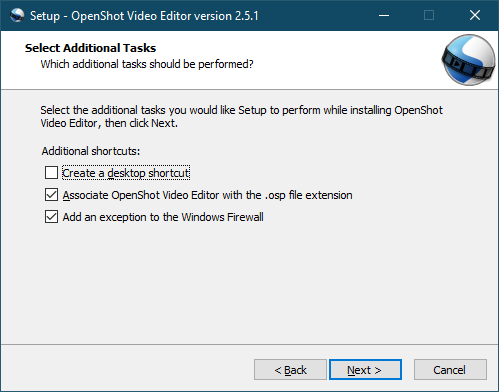 Setup - OpenShot Video Editor version 2.5.1
Select Additional Tasks
Which additional tasks should be performed?
Select the additional tasks you would like Setup to perform while installing OpenShot
Video Editor, then click Next.
Additional shortcuts:
Create a desktop shortcut
Associate OpenShot Video Editor with the .osp file extension
Add an exception to the Windows Firewall
< Back
Next >
Cancel